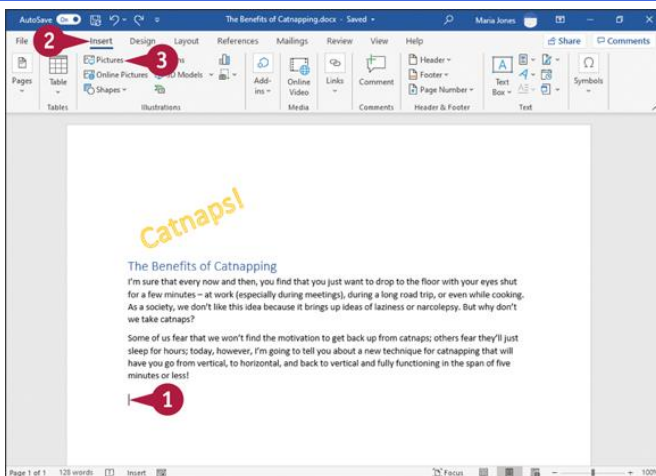 AutoSave On
The Benefits of Catnapping.docx - Saved
Maria Jones
File
2
Insert
Design
Layout
References
Mailings
Review
View
Help
Share
Comments
Pages
Table
Pictures
3
Online Pictures
3D Models
Shapes
Add-
ins
Online
Video
Links
Comment
Header
Footer
Page Number
Text
Box
Symbols
Tables
Illustrations
Media
Comments
Header & Footer
Text
Catnaps!
The Benefits of Catnapping
I'm sure that every now and then, you find that you just want to drop to the floor with your eyes shut
for a few minutes – at work (especially during meetings), during a long road trip, or even while cooking.
As a society, we don't like this idea because it brings up ideas of laziness or narcolepsy. But why don't
we take catnaps?
Some of us fear that we won't find the motivation to get back up from catnaps; others fear they'll just
sleep for hours; today, however, I'm going to tell you about a new technique for catnapping that will
have you go from vertical, to horizontal, and back to vertical and fully functioning in the span of five
minutes or less!
1
Page 1 of 1
128 words
Insert
Focus
100%